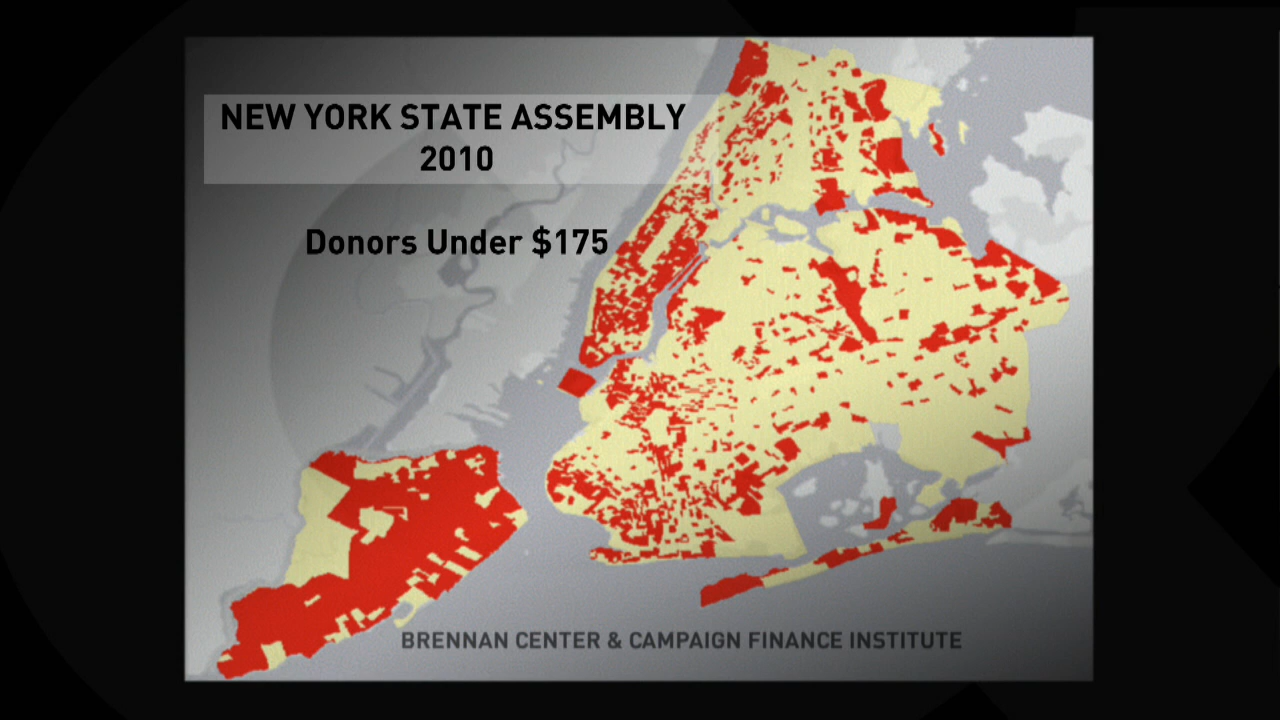 NEW YORK STATE ASSEMBLY
2010
Donors Under $175
BRENNAN CENTER & CAMPAIGN FINANCE INSTITUTE